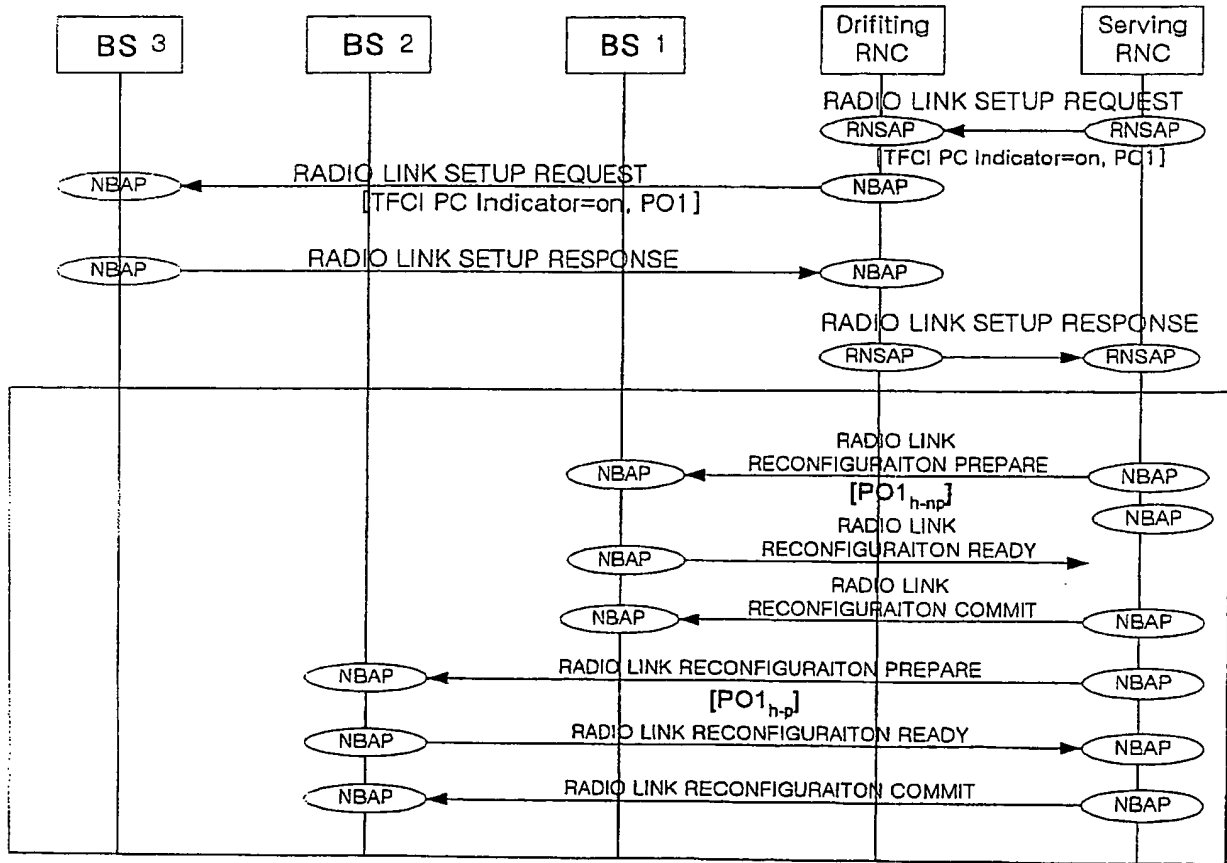 BS 3
BS 2
BS 1
Drifiting
RNC
Serving
RNC
RADIO LINK SETUP REQUEST
RNSAP
RNSAP
[TFCI PC Indicator=on, PO1]
RADIO LINK SETUP REQUEST
NBAP
NBAP
[TFCI PC Indicator=on, PO1]
RADIO LINK SETUP RESPONSE
NBAP
NBAP
RADIO LINK SETUP RESPONSE
RNSAP
RNSAP
RADIO LINK
RECONFIGURAITON PREPARE
NBAP
NBAP
[PO1h-np]
NBAP
RADIO LINK
RECONFIGURAITON READY
NBAP
RADIO LINK
RECONFIGURAITON COMMIT
NBAP
NBAP
RADIO LINK RECONFIGURAITON PREPARE
NBAP
NBAP
[PO1h-p]
RADIO LINK RECONFIGURAITON READY
NBAP
NBAP
RADIO LINK RECONFIGURAITON COMMIT
NBAP
NBAP